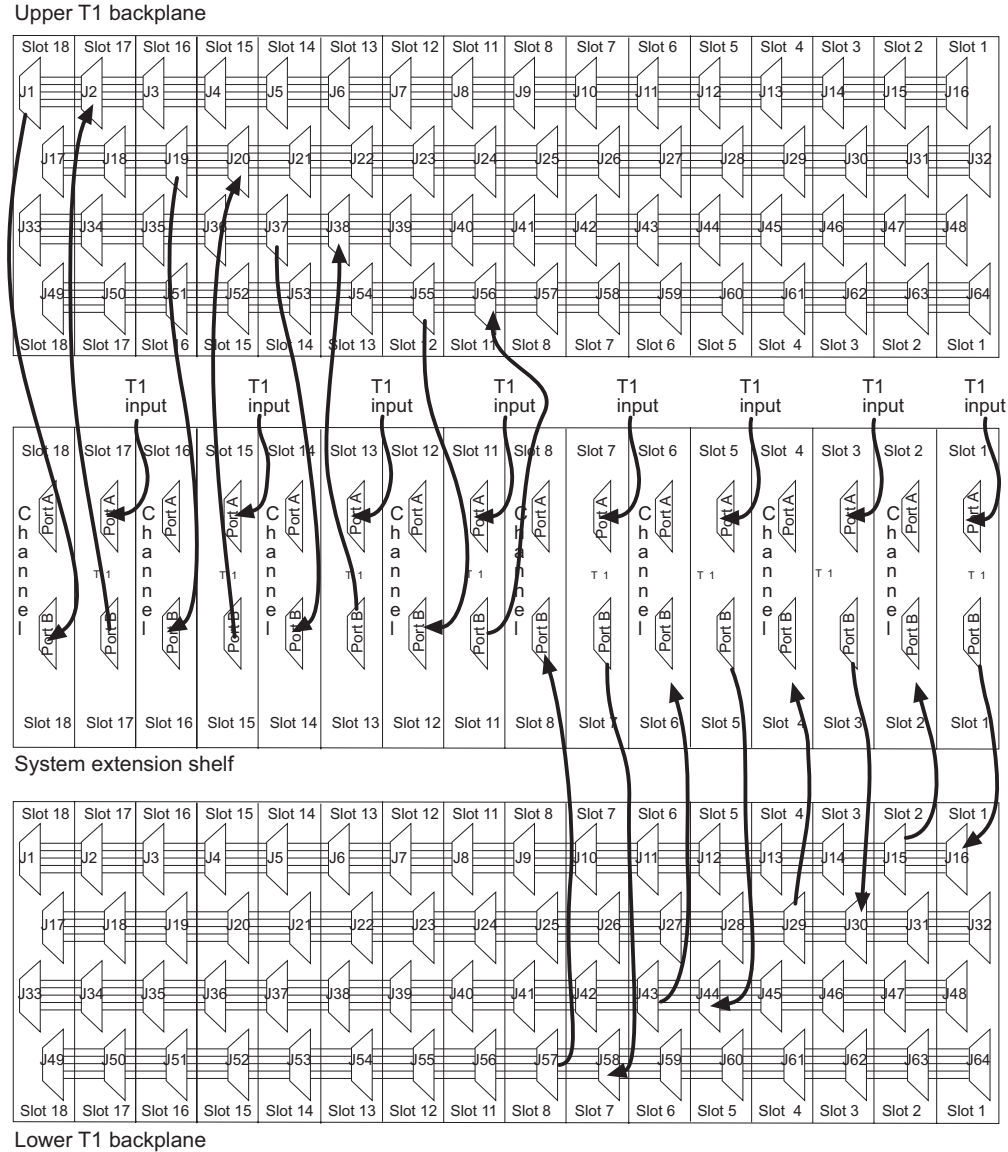 Upper T1 backplane
Slot 18 Slot 17 Slot 16 Slot 15 Slot 14 Slot 13 Slot 12 Slot 11 Slot 8 Slot 7 Slot 6 Slot 5 Slot 4 Slot 3 Slot 2 Slot 1
J1 J2 J3 J4 J5 J6 J7 J8 J9 J10 J11 J12 J13 J14 J15 J16
J17 J18 J19 J20 J21 J22 J23 J24 J25 J26 J27 J28 J29 J30 J31 J32
J33 J34 J35 J36 J37 J38 J39 J40 J41 J42 J43 J44 J45 J46 J47 J48
J49 J50 J51 J52 J53 J54 J55 J56 J57 J58 J59 J60 J61 J62 J63 J64
Slot 18 Slot 17 Slot 16 Slot 15 Slot 14 Slot 13 Slot 12 Slot 11 Slot 8 Slot 7 Slot 6 Slot 5 Slot 4 Slot 3 Slot 2 Slot 1
T1 T1 T1 T1 T1 T1 T1 T1
input input input input input input input input
Slot 18 Slot 17 Slot 16 Slot 15 Slot 14 Slot 13 Slot 12 Slot 11 Slot 8 Slot 7 Slot 6 Slot 5 Slot 4 Slot 3 Slot 2 Slot 1
Channel Channel Channel Channel Channel Channel Channel Channel
Port A Port A Port A Port A Port A Port A Port A Port A Port A Port A Port A Port A Port A Port A Port A Port A
T 1 T 1 T 1 T 1 T 1 T 1 T 1
Port B Port B Port B Port B Port B Port B Port B Port B Port B Port B Port B Port B Port B Port B Port B Port B
Slot 18 Slot 17 Slot 16 Slot 15 Slot 14 Slot 13 Slot 12 Slot 11 Slot 8 Slot 7 Slot 6 Slot 5 Slot 4 Slot 3 Slot 2 Slot 1
System extension shelf
Slot 18 Slot 17 Slot 16 Slot 15 Slot 14 Slot 13 Slot 12 Slot 11 Slot 8 Slot 7 Slot 6 Slot 5 Slot 4 Slot 3 Slot 2 Slot 1
J1 J2 J3 J4 J5 J6 J7 J8 J9 J10 J11 J12 J13 J14 J15 J16
J17 J18 J19 J20 J21 J22 J23 J24 J25 J26 J27 J28 J29 J30 J31 J32
J33 J34 J35 J36 J37 J38 J39 J40 J41 J42 J43 J44 J45 J46 J47 J48
J49 J50 J51 J52 J53 J54 J55 J56 J57 J58 J59 J60 J61 J62 J63 J64
Slot 18 Slot 17 Slot 16 Slot 15 Slot 14 Slot 13 Slot 12 Slot 11 Slot 8 Slot 7 Slot 6 Slot 5 Slot 4 Slot 3 Slot 2 Slot 1
Lower T1 backplane